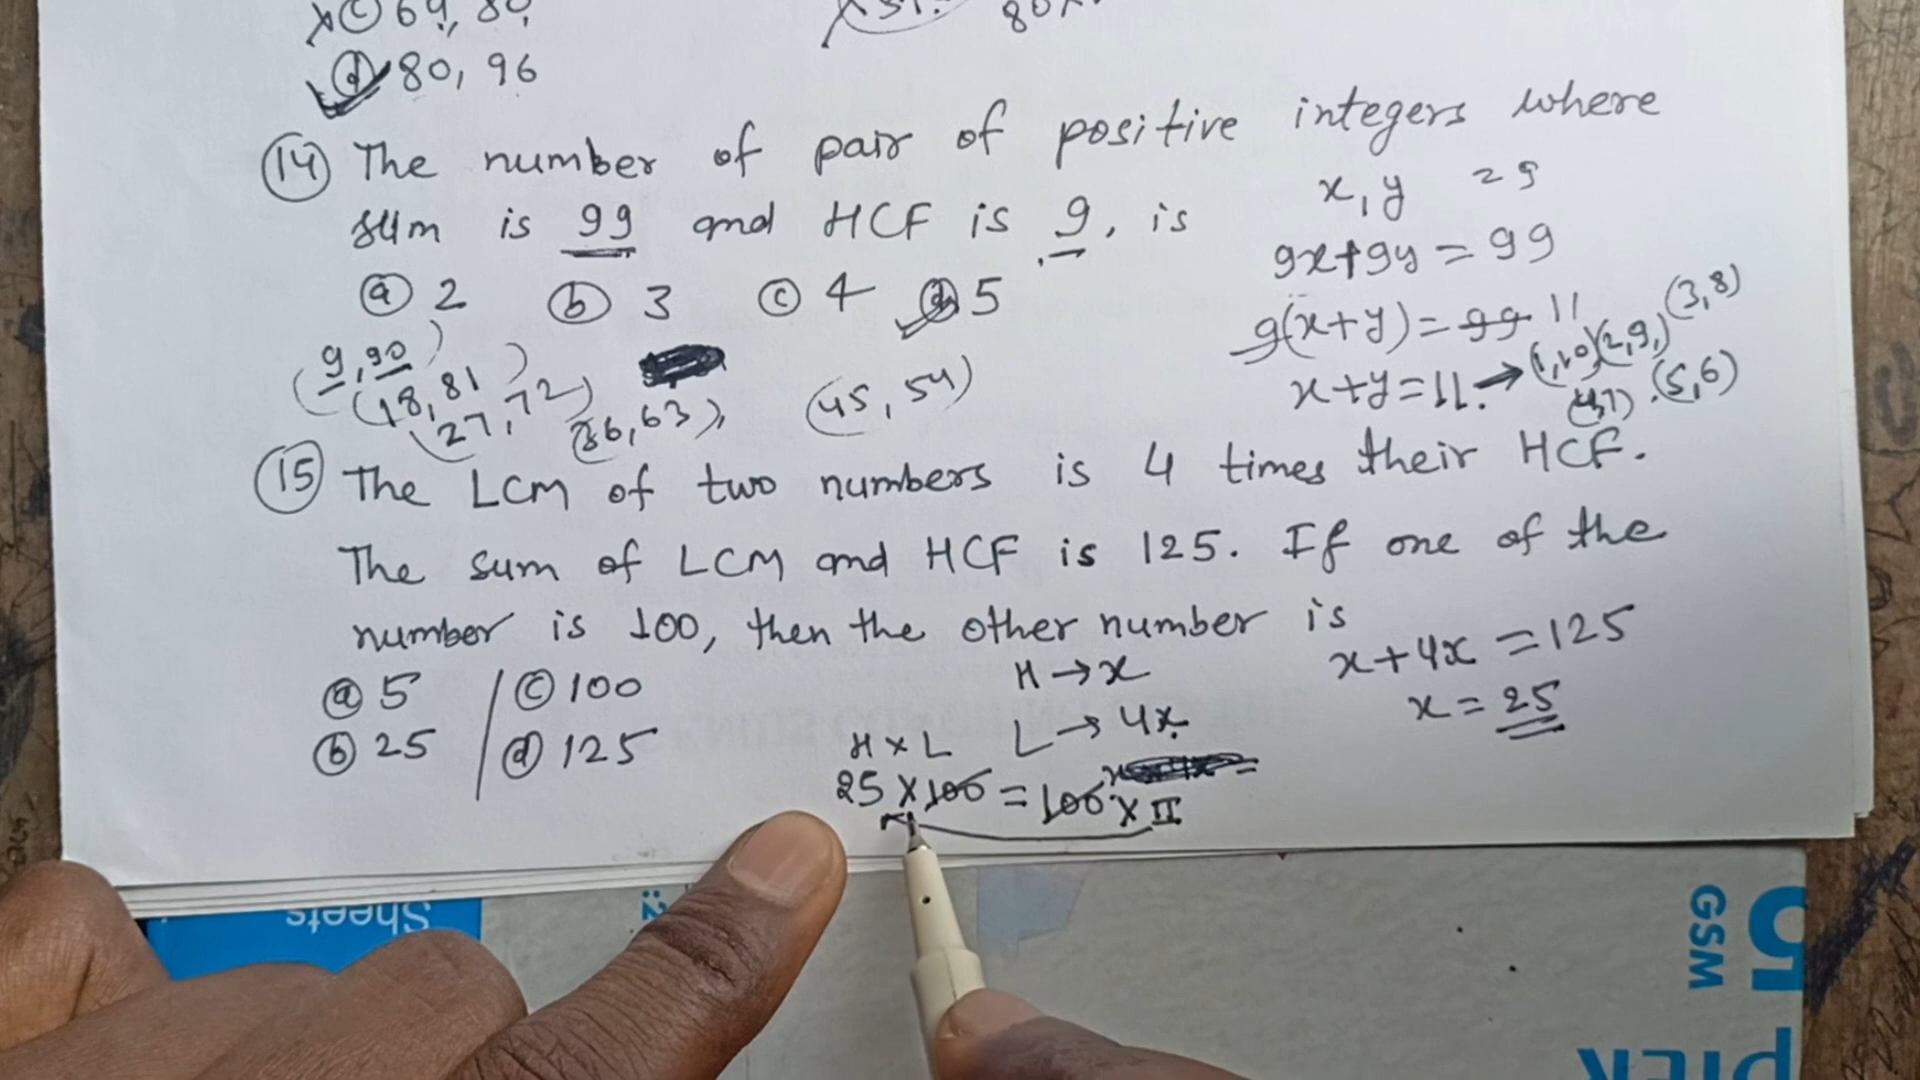 (c) 64, 80,
(d) 80, 96
(14) The number of pair of positive integers where
sum is 99 and HCF is 9, is
(a) 2 (b) 3 (c) 4 (d) 5
x, y = 9
9x+9y = 99
9(x+y) = 99 11
x+y = 11. → (1,10)(2,9,)(3,8)
(4,7) . (5,6)
(9,90)
(18,81)
(27,72)
(36,63),
(45,54)
(15) The LCM of two numbers is 4 times their HCF.
The sum of LCM and HCF is 125. If one of the
number is 100, then the other number is
(a) 5 (c) 100
(b) 25 (d) 125
H → x
L → 4x
x + 4x = 125
x = 25
H x L
25 x 100 = 100 x II
Sheets
GSM
5